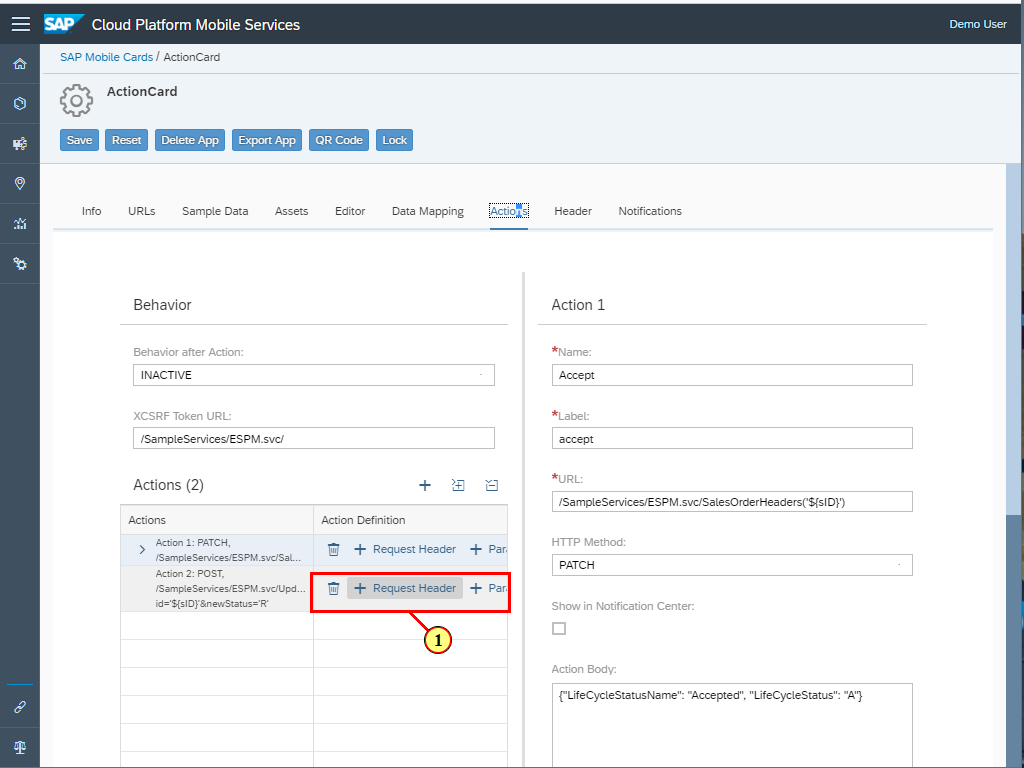 SAP Cloud Platform Mobile Services
Demo User
SAP Mobile Cards / ActionCard
ActionCard
Save Reset Delete App Export App QR Code Lock
Info URLs Sample Data Assets Editor Data Mapping Actions Header Notifications
Behavior
Behavior after Action:
INACTIVE
XCSRF Token URL:
/SampleServices/ESPM.svc/
Actions (2)
Actions Action Definition
Action 1: PATCH,
/SampleServices/ESPM.svc/Sal...
+ Request Header + Par
Action 2: POST,
/SampleServices/ESPM.svc/Upd...
id='${sID}'&newStatus='R'
+ Request Header + Par
1
Action 1
*Name:
Accept
*Label:
accept
*URL:
/SampleServices/ESPM.svc/SalesOrderHeaders('${sID}')
HTTP Method:
PATCH
Show in Notification Center:
Action Body:
{"LifeCycleStatusName": "Accepted", "LifeCycleStatus": "A"}